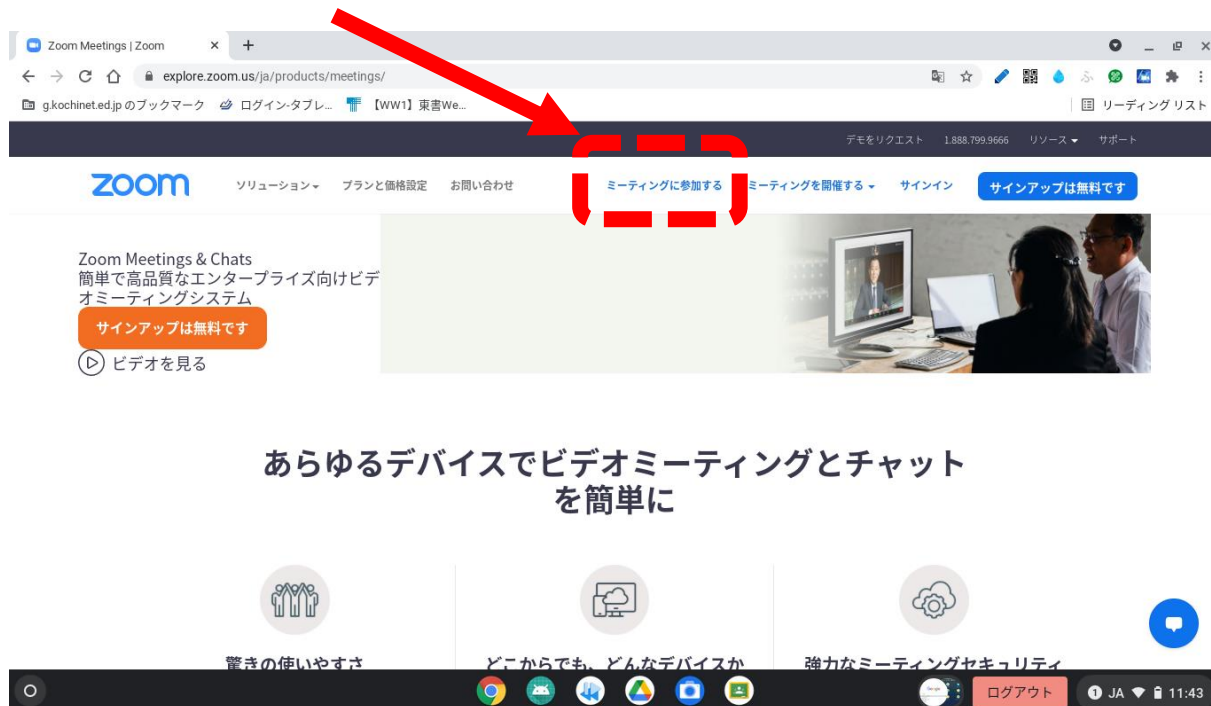 Zoom Meetings | Zoom
explore.zoom.us/ja/products/meetings/
g.kochinet.ed.jp のブックマーク ログイン-タブレ... 【WW1】東書We... リーディング リスト
デモをリクエスト 1.888.799.9666 リソース サポート
zoom ソリューション プランと価格設定 お問い合わせ ミーティングに参加する ミーティングを開催する サインイン サインアップは無料です
Zoom Meetings & Chats
簡単で高品質なエンタープライズ向けビデ
オミーティングシステム
サインアップは無料です
ビデオを見る
あらゆるデバイスでビデオミーティングとチャット
を簡単に
驚きの使いやすさ どこからでも、どんなデバイスか 強力なミーティングセキュリティ
ログアウト 1 JA 11:43